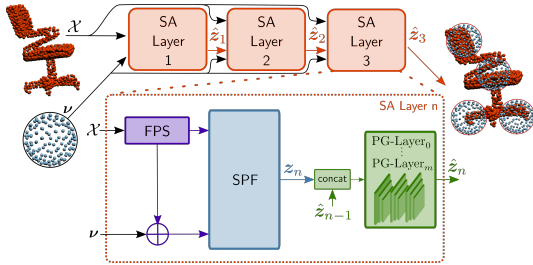 SA Layer 1
SA Layer 2
SA Layer 3
𝒳
ẑ₁
ẑ₂
ẑ₃
ν
SA Layer n
𝒳
FPS
SPF
PG-Layer₀
⋮
PG-Layerₘ
zₙ
concat
ẑₙ
ẑₙ₋₁
ν